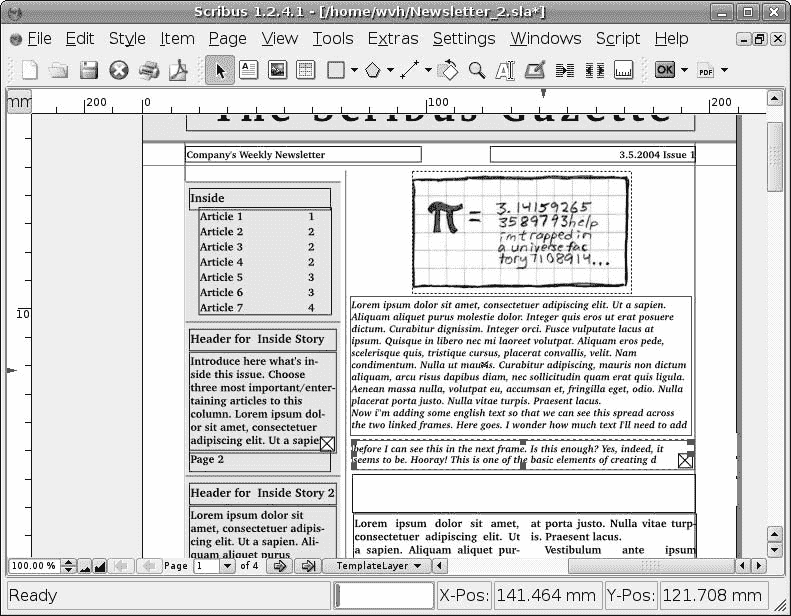 Scribus 1.2.4.1 - [/home/wvh/Newsletter_2.sla*]
File Edit Style Item Page View Tools Extras Settings Windows Script Help
A
A
OK
PDF
mm
200 0 100 200
10
The Scribus Gazette
Company's Weekly Newsletter
3.5.2004 Issue 1
Inside
Article 1 1
Article 2 2
Article 3 2
Article 4 2
Article 5 3
Article 6 3
Article 7 4
Header for Inside Story
Introduce here what's in-
side this issue. Choose
three most important/enter-
taining articles to this
column. Lorem ipsum dol-
or sit amet, consectetuer
adipiscing elit. Ut a sapie
Page 2
Header for Inside Story 2
Lorem ipsum dolor sit
amet, consectetuer adipis-
cing elit. Ut a sapien. Ali-
quam aliquet purus
π = 3.14159265
3589793help
imtrapped in
a universe fac
tory7108914...
Lorem ipsum dolor sit amet, consectetuer adipiscing elit. Ut a sapien.
Aliquam aliquet purus molestie dolor. Integer quis eros ut erat posuere
dictum. Curabitur dignissim. Integer orci. Fusce vulputate lacus at
ipsum. Quisque in libero nec mi laoreet volutpat. Aliquam eros pede,
scelerisque quis, tristique cursus, placerat convallis, velit. Nam
condimentum. Nulla ut mauris. Curabitur adipiscing, mauris non dictum
aliquam, arcu risus dapibus diam, nec sollicitudin quam erat quis ligula.
Aenean massa nulla, volutpat eu, accumsan et, fringilla eget, odio. Nulla
placerat porta justo. Nulla vitae turpis. Praesent lacus.
Now i"m adding some english text so that we can see this spread across
the two linked frames. Here goes. I wonder how much text I'll need to add
before I can see this in the next frame. Is this enough? Yes, indeed, it
seems to be. Hooray! This is one of the basic elements of creating d
Lorem ipsum dolor sit amet,
consectetuer adipiscing elit. Ut
a sapien. Aliquam aliquet pur-
at porta justo. Nulla vitae turp-
is. Praesent lacus.
Vestibulum ante ipsum
100.00 % Page 1 of 4 TemplateLayer
Ready X-Pos: 141.464 mm Y-Pos: 121.708 mm